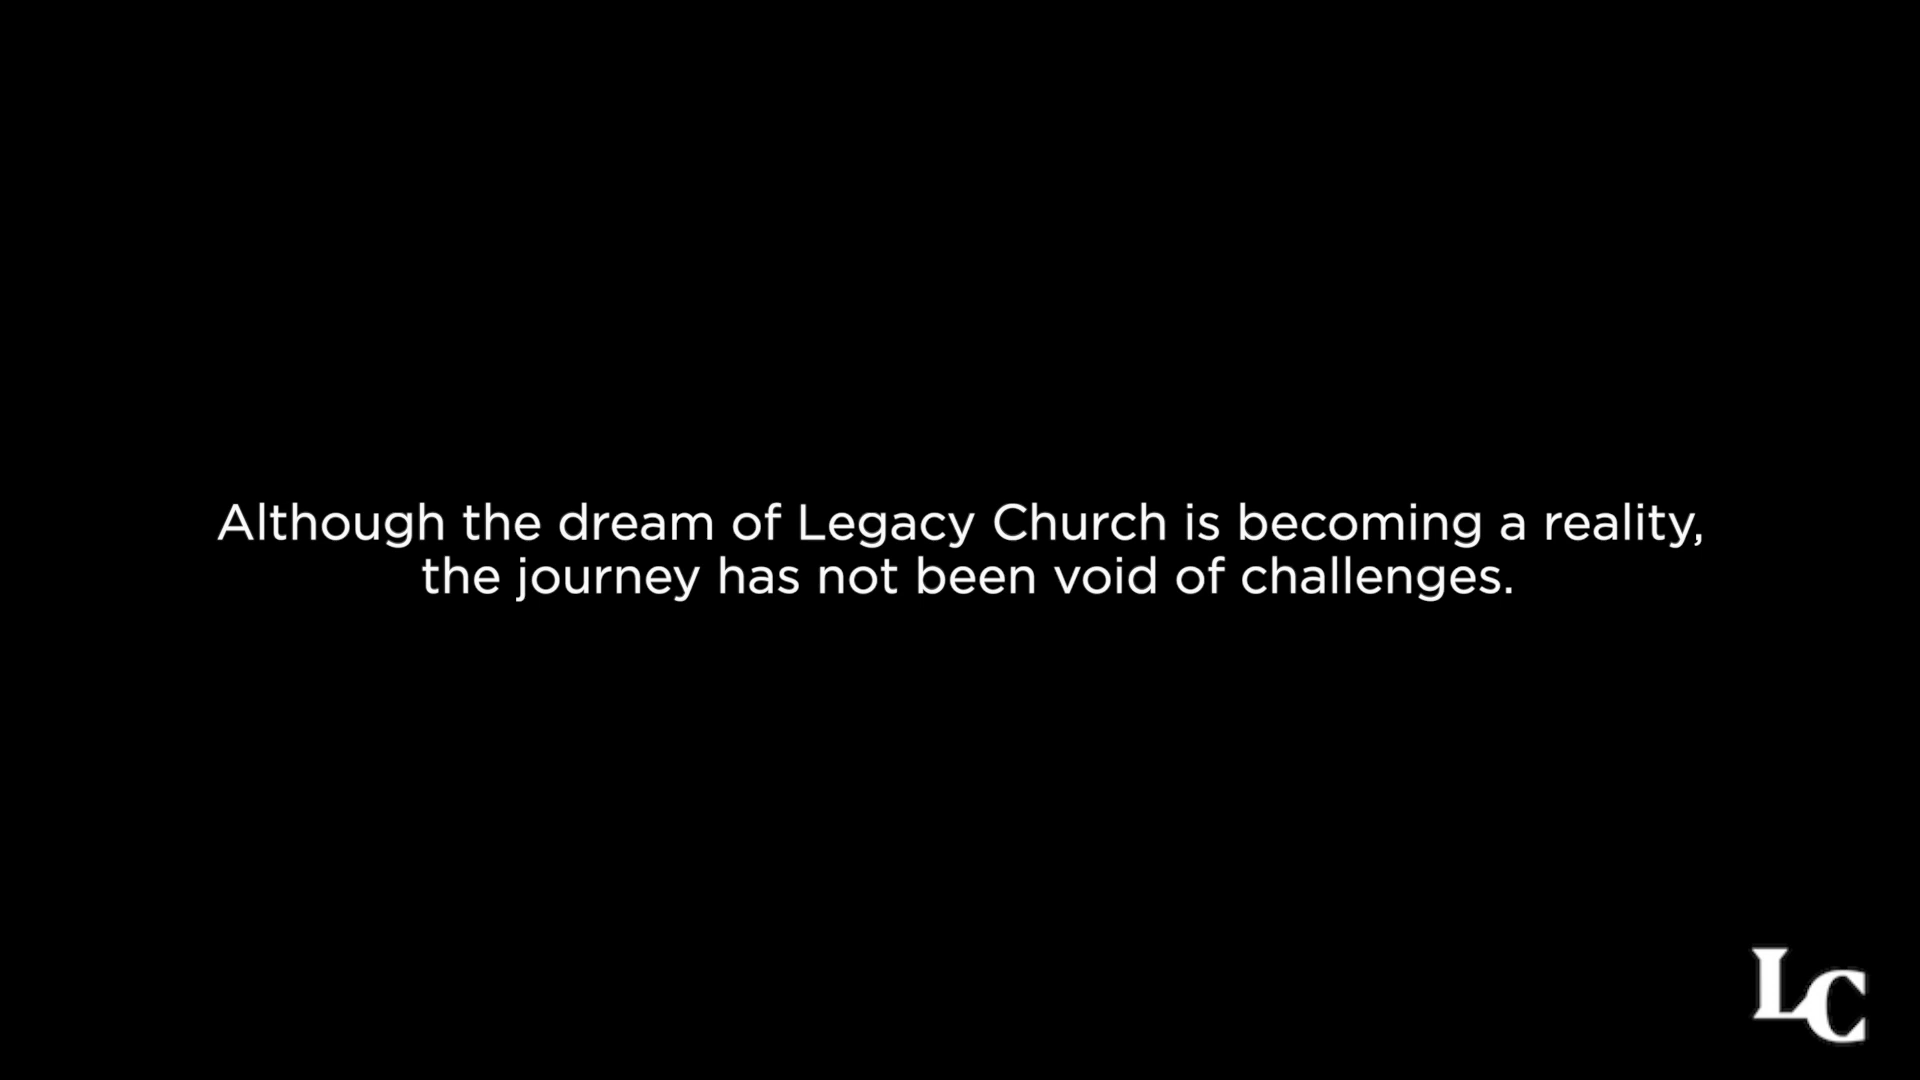 Although the dream of Legacy Church is becoming a reality,
the journey has not been void of challenges.
LC